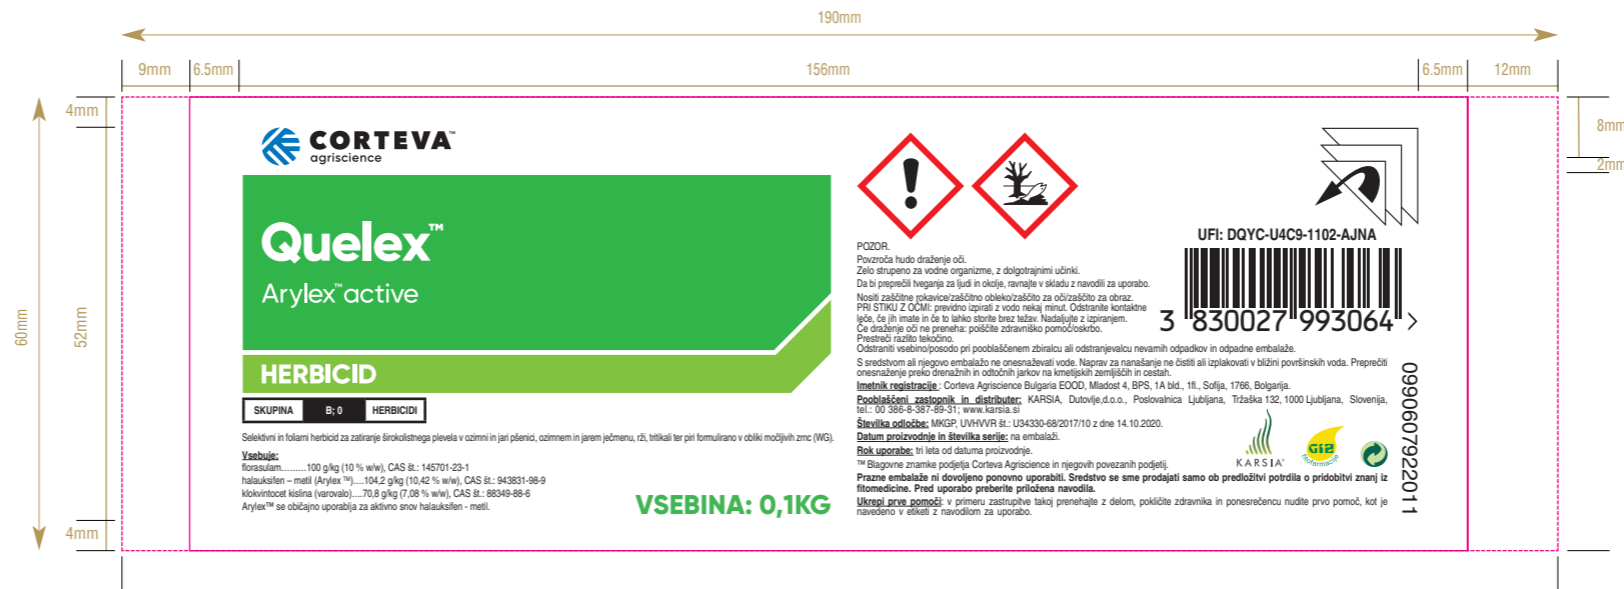 190mm
9mm 6.5mm 156mm 6.5mm 12mm
4mm
8mm
2mm
60mm
52mm
4mm
CORTEVA™
agriscience
Quelex™
Arylex™active
HERBICID
SKUPINA B; 0 HERBICIDI
Selektivni in foliarni herbicid za zatiranje širokolistnega plevela v ozimni in jari pšenici, ozimnem in jarem ječmenu, rži, tritikali ter piri formulirano v obliki močljivih zrnc (WG).
Vsebuje:
florasulam..........100 g/kg (10 % w/w), CAS št.: 145701-23-1
halauksifen – metil (Arylex ™)....104,2 g/kg (10,42 % w/w), CAS št.: 943831-98-9
klokvintocet kislina (varovalo)....70,8 g/kg (7,08 % w/w), CAS št.: 88349-88-6
Arylex™ se običajno uporablja za aktivno snov halauksifen - metil.
VSEBINA: 0,1KG
POZOR.
Povzroča hudo draženje oči.
Zelo strupeno za vodne organizme, z dolgotrajnimi učinki.
Da bi preprečili tveganja za ljudi in okolje, ravnajte v skladu z navodili za uporabo.
Nositi zaščitne rokavice/zaščitno obleko/zaščito za oči/zaščito za obraz.
PRI STIKU Z OČMI: previdno izpirati z vodo nekaj minut. Odstranite kontaktne
leče, če jih imate in če to lahko storite brez težav. Nadaljujte z izpiranjem.
Če draženje oči ne preneha: poiščite zdravniško pomoč/oskrbo.
Prestreči razlito tekočino.
Odstraniti vsebino/posodo pri pooblaščenem zbiralcu ali odstranjevalcu nevarnih odpadkov in odpadne embalaže.
S sredstvom ali njegovo embalažo ne onesnaževati vode. Naprav za nanašanje ne čistiti ali izplakovati v bližini površinskih voda. Preprečiti
onesnaženje preko drenažnih in odtočnih jarkov na kmetijskih zemljiščih in cestah.
Imetnik registracije : Corteva Agriscience Bulgaria EOOD, Mladost 4, BPS, 1A bld., 1fl., Sofija, 1766, Bolgarija.
Pooblaščeni zastopnik in distributer: KARSIA, Dutovlje,d.o.o., Poslovalnica Ljubljana, Tržaška 132, 1000 Ljubljana, Slovenija,
tel.: 00 386-8-387-89-31; www.karsia.si
Številka odločbe: MKGP, UVHVVR št.: U34330-68/2017/10 z dne 14.10.2020.
Datum proizvodnje in številka serije: na embalaži.
Rok uporabe: tri leta od datuma proizvodnje.
™ Blagovne znamke podjetja Corteva Agriscience in njegovih povezanih podjetij.
Prazne embalaže ni dovoljeno ponovno uporabiti. Sredstvo se sme prodajati samo ob predložitvi potrdila o pridobitvi znanj iz
fitomedicine. Pred uporabo preberite priložena navodila.
Ukrepi prve pomoči: v primeru zastrupitve takoj prenehajte z delom, pokličite zdravnika in ponesrečencu nudite prvo pomoč, kot je
navedeno v etiketi z navodilom za uporabo.
UFI: DQYC-U4C9-1102-AJNA
3 830027 993064 >
0990607922011
KARSIA®
GIZ
fitofarmacije